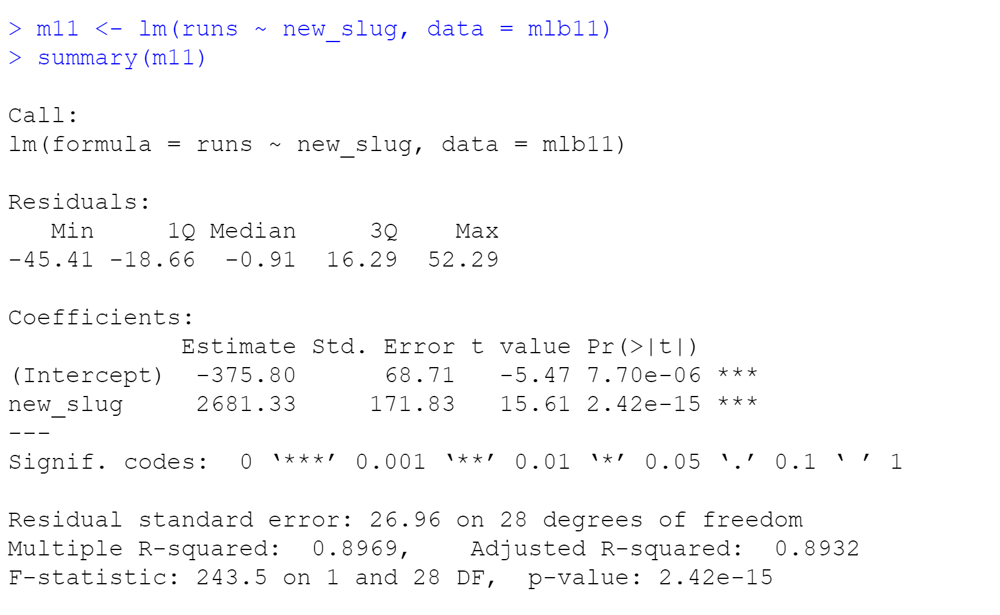 > m11 <- lm(runs ~ new_slug, data = mlb11)
> summary(m11)
Call:
lm(formula = runs ~ new_slug, data = mlb11)
Residuals:
   Min     1Q Median     3Q    Max
-45.41 -18.66  -0.91  16.29  52.29
Coefficients:
            Estimate Std. Error t value Pr(>|t|)
(Intercept)  -375.80      68.71   -5.47 7.70e-06 ***
new_slug     2681.33     171.83   15.61 2.42e-15 ***
---
Signif. codes:  0 ‘***’ 0.001 ‘**’ 0.01 ‘*’ 0.05 ‘.’ 0.1 ‘ ’ 1
Residual standard error: 26.96 on 28 degrees of freedom
Multiple R-squared:  0.8969,    Adjusted R-squared:  0.8932
F-statistic: 243.5 on 1 and 28 DF,  p-value: 2.42e-15